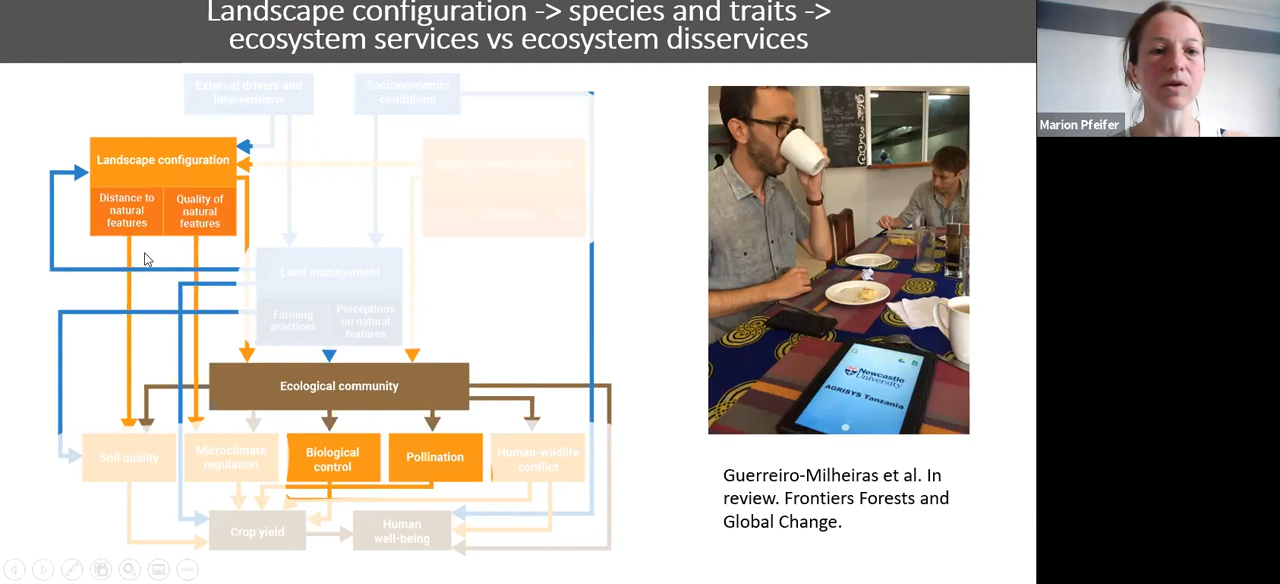 Landscape configuration -> species and traits ->
ecosystem services vs ecosystem disservices
External drivers and
interventions
Socioeconomic
conditions
Landscape configuration
Distance to
natural
features
Quality of
natural
features
Land management
Farming
practices
Perceptions
on natural
features
Ecological community
Soil quality
Microclimate
regulation
Biological
control
Pollination
Human-wildlife
conflict
Crop yield
Human
well-being
Newcastle
University
AGRISYS Tanzania
Guerreiro-Milheiras et al. In
review. Frontiers Forests and
Global Change.
Marion Pfeifer